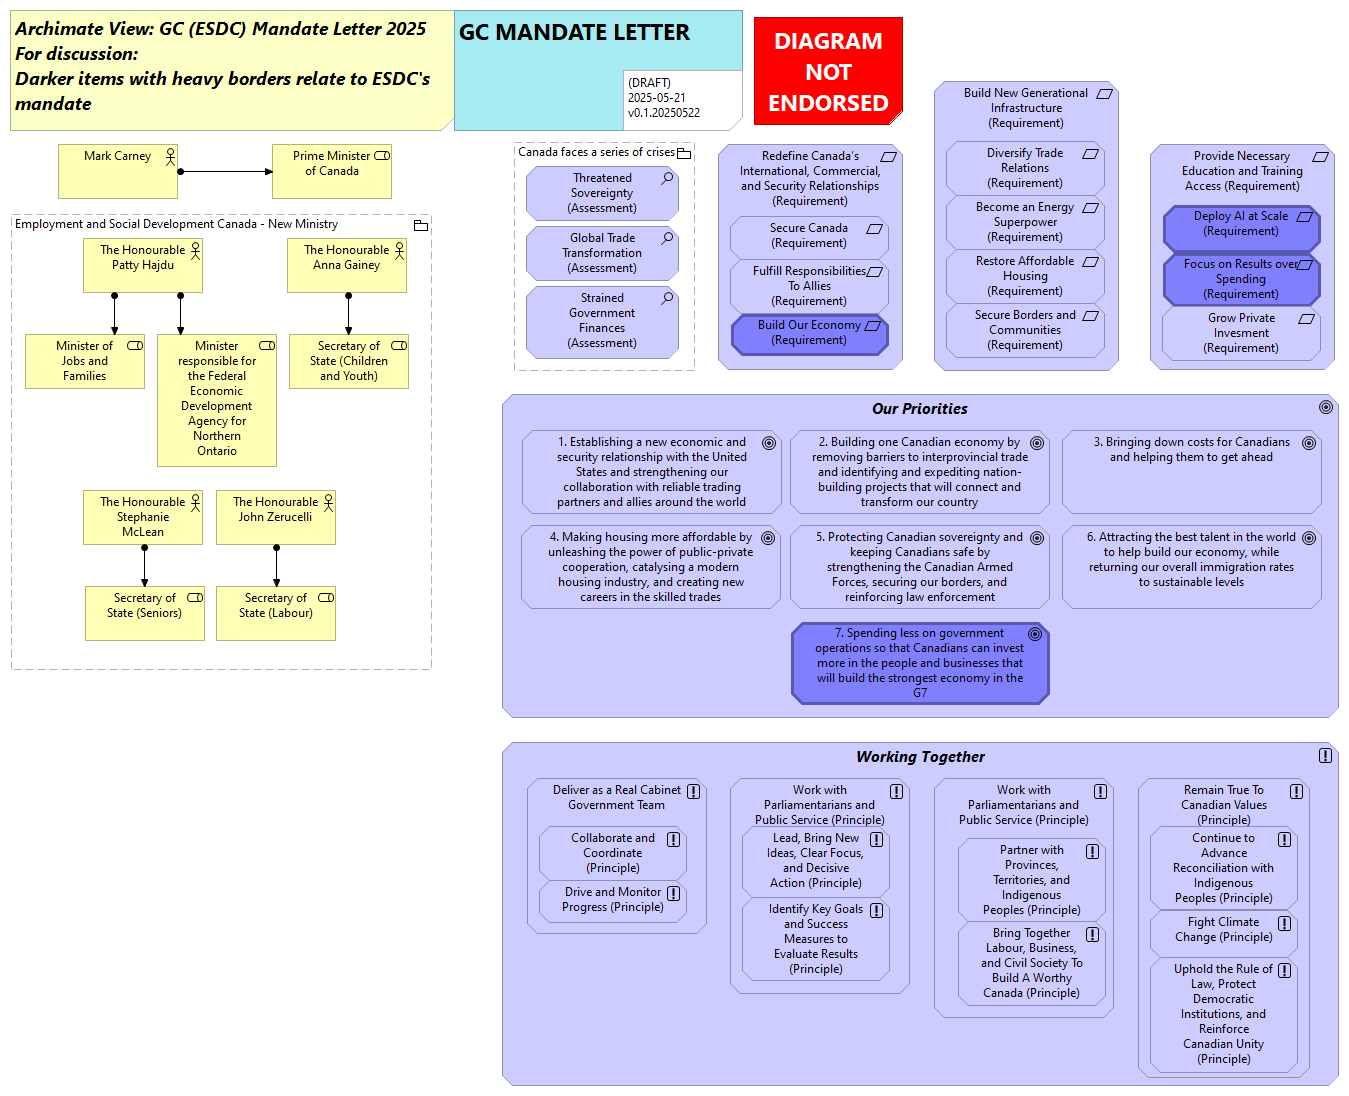 Archimate View: GC (ESDC) Mandate Letter 2025
For discussion:
Darker items with heavy borders relate to ESDC's
mandate
GC MANDATE LETTER
(DRAFT)
2025-05-21
v0.1.20250522
DIAGRAM
NOT
ENDORSED
Mark Carney
Prime Minister
of Canada
Employment and Social Development Canada - New Ministry
The Honourable
Patty Hajdu
The Honourable
Anna Gainey
Minister of
Jobs and
Families
Minister
responsible for
the Federal
Economic
Development
Agency for
Northern
Ontario
Secretary of
State (Children
and Youth)
The Honourable
Stephanie
McLean
The Honourable
John Zerucelli
Secretary of
State (Seniors)
Secretary of
State (Labour)
Canada faces a series of crises
Threatened
Sovereignty
(Assessment)
Global Trade
Transformation
(Assessment)
Strained
Government
Finances
(Assessment)
Redefine Canada's
International, Commercial,
and Security Relationships
(Requirement)
Secure Canada
(Requirement)
Fulfill Responsibilities
To Allies
(Requirement)
Build Our Economy
(Requirement)
Build New Generational
Infrastructure
(Requirement)
Diversify Trade
Relations
(Requirement)
Become an Energy
Superpower
(Requirement)
Restore Affordable
Housing
(Requirement)
Secure Borders and
Communities
(Requirement)
Provide Necessary
Education and Training
Access (Requirement)
Deploy AI at Scale
(Requirement)
Focus on Results over
Spending
(Requirement)
Grow Private
Invesment
(Requirement)
Our Priorities
1. Establishing a new economic and
security relationship with the United
States and strengthening our
collaboration with reliable trading
partners and allies around the world
2. Building one Canadian economy by
removing barriers to interprovincial trade
and identifying and expediting nation-
building projects that will connect and
transform our country
3. Bringing down costs for Canadians
and helping them to get ahead
4. Making housing more affordable by
unleashing the power of public-private
cooperation, catalysing a modern
housing industry, and creating new
careers in the skilled trades
5. Protecting Canadian sovereignty and
keeping Canadians safe by
strengthening the Canadian Armed
Forces, securing our borders, and
reinforcing law enforcement
6. Attracting the best talent in the world
to help build our economy, while
returning our overall immigration rates
to sustainable levels
7. Spending less on government
operations so that Canadians can invest
more in the people and businesses that
will build the strongest economy in the
G7
Working Together
Deliver as a Real Cabinet
Government Team
Collaborate and
Coordinate
(Principle)
Drive and Monitor
Progress (Principle)
Work with
Parliamentarians and
Public Service (Principle)
Lead, Bring New
Ideas, Clear Focus,
and Decisive
Action (Principle)
Identify Key Goals
and Success
Measures to
Evaluate Results
(Principle)
Work with
Parliamentarians and
Public Service (Principle)
Partner with
Provinces,
Territories, and
Indigenous
Peoples (Principle)
Bring Together
Labour, Business,
and Civil Society To
Build A Worthy
Canada (Principle)
Remain True To
Canadian Values
(Principle)
Continue to
Advance
Reconciliation with
Indigenous
Peoples (Principle)
Fight Climate
Change (Principle)
Uphold the Rule of
Law, Protect
Democratic
Institutions, and
Reinforce
Canadian Unity
(Principle)